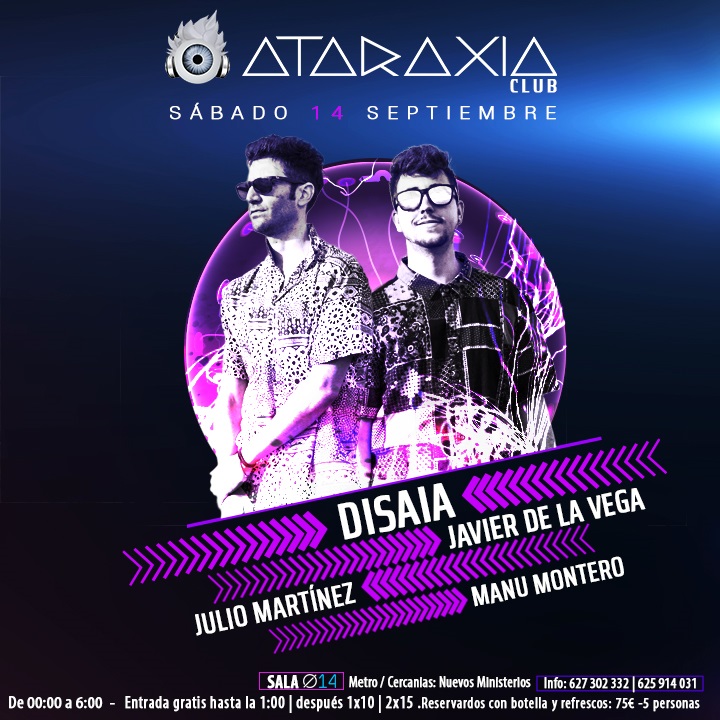 ATARAXIA
CLUB
SÁBADO 14 SEPTIEMBRE
DISAIA
JAVIER DE LA VEGA
JULIO MARTÍNEZ
MANU MONTERO
SALA Ø14 Metro / Cercanias: Nuevos Ministerios Info: 627 302 332 | 625 914 031
De 00:00 a 6:00 - Entrada gratis hasta la 1:00 | después 1x10 | 2x15 .Reservados con botella y refrescos: 75€ -5 personas